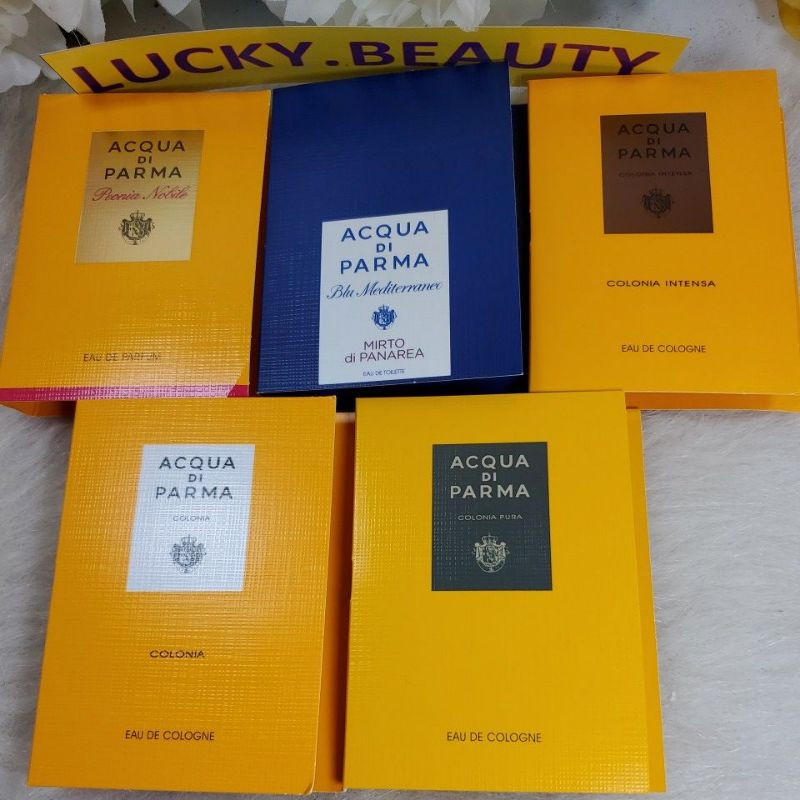 LUCKY.BEAUTY
ACQUA
DI
PARMA
Peonia Nobile
EAU DE PARFUM
ACQUA
DI
PARMA
Blu Mediterraneo
MIRTO
di PANAREA
EAU DE TOILETTE
ACQUA
DI
PARMA
COLONIA INTENSA
COLONIA INTENSA
EAU DE COLOGNE
ACQUA
DI
PARMA
COLONIA
COLONIA
EAU DE COLOGNE
ACQUA
DI
PARMA
COLONIA PURA
EAU DE COLOGNE